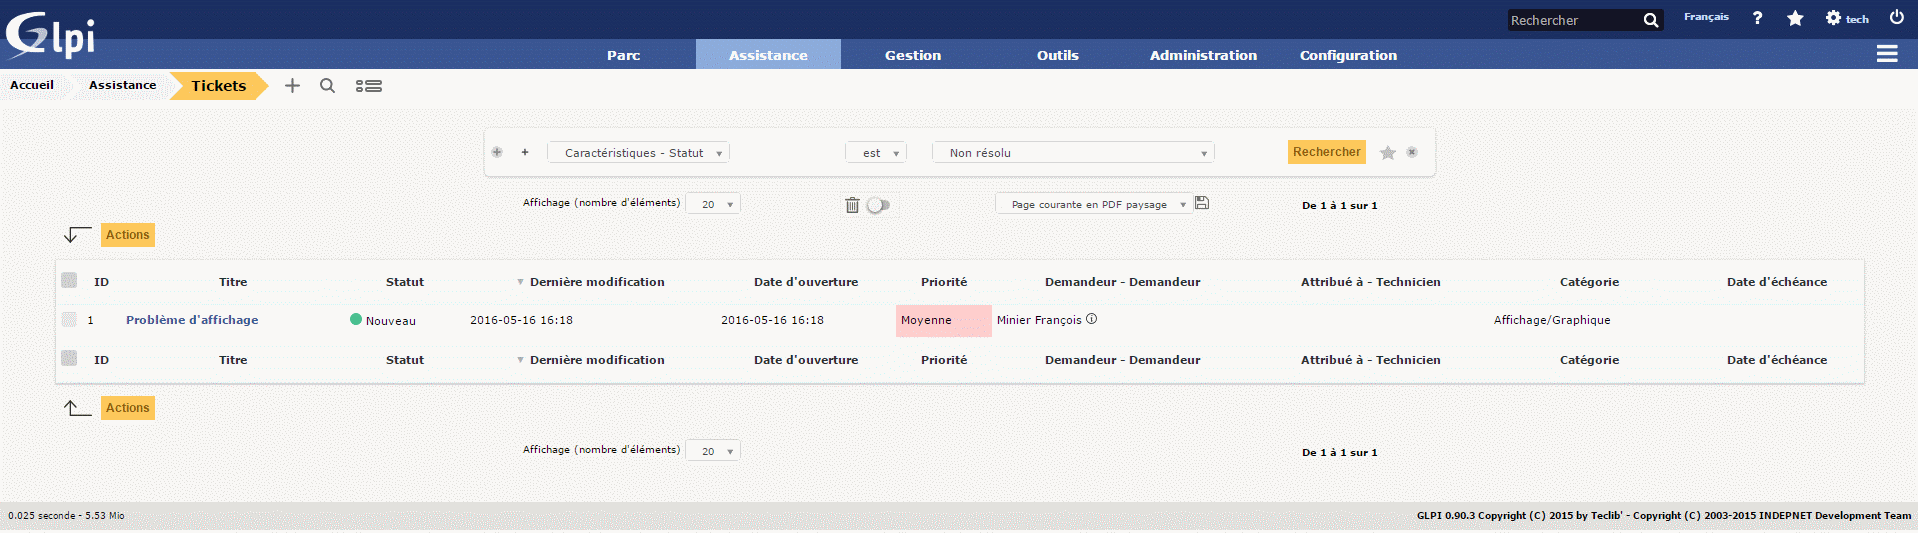 Glpi
Rechercher Français ? tech
Parc Assistance Gestion Outils Administration Configuration
Accueil Assistance Tickets
Caractéristiques - Statut est Non résolu Rechercher
Affichage (nombre d'éléments) 20 Page courante en PDF paysage De 1 à 1 sur 1
Actions
ID Titre Statut Dernière modification Date d'ouverture Priorité Demandeur - Demandeur Attribué à - Technicien Catégorie Date d'échéance
1 Problème d'affichage Nouveau 2016-05-16 16:18 2016-05-16 16:18 Moyenne Minier François Affichage/Graphique
ID Titre Statut Dernière modification Date d'ouverture Priorité Demandeur - Demandeur Attribué à - Technicien Catégorie Date d'échéance
Actions
Affichage (nombre d'éléments) 20 De 1 à 1 sur 1
0.025 seconde - 5.53 Mio GLPI 0.90.3 Copyright (C) 2015 by Teclib' - Copyright (C) 2003-2015 INDEPNET Development Team